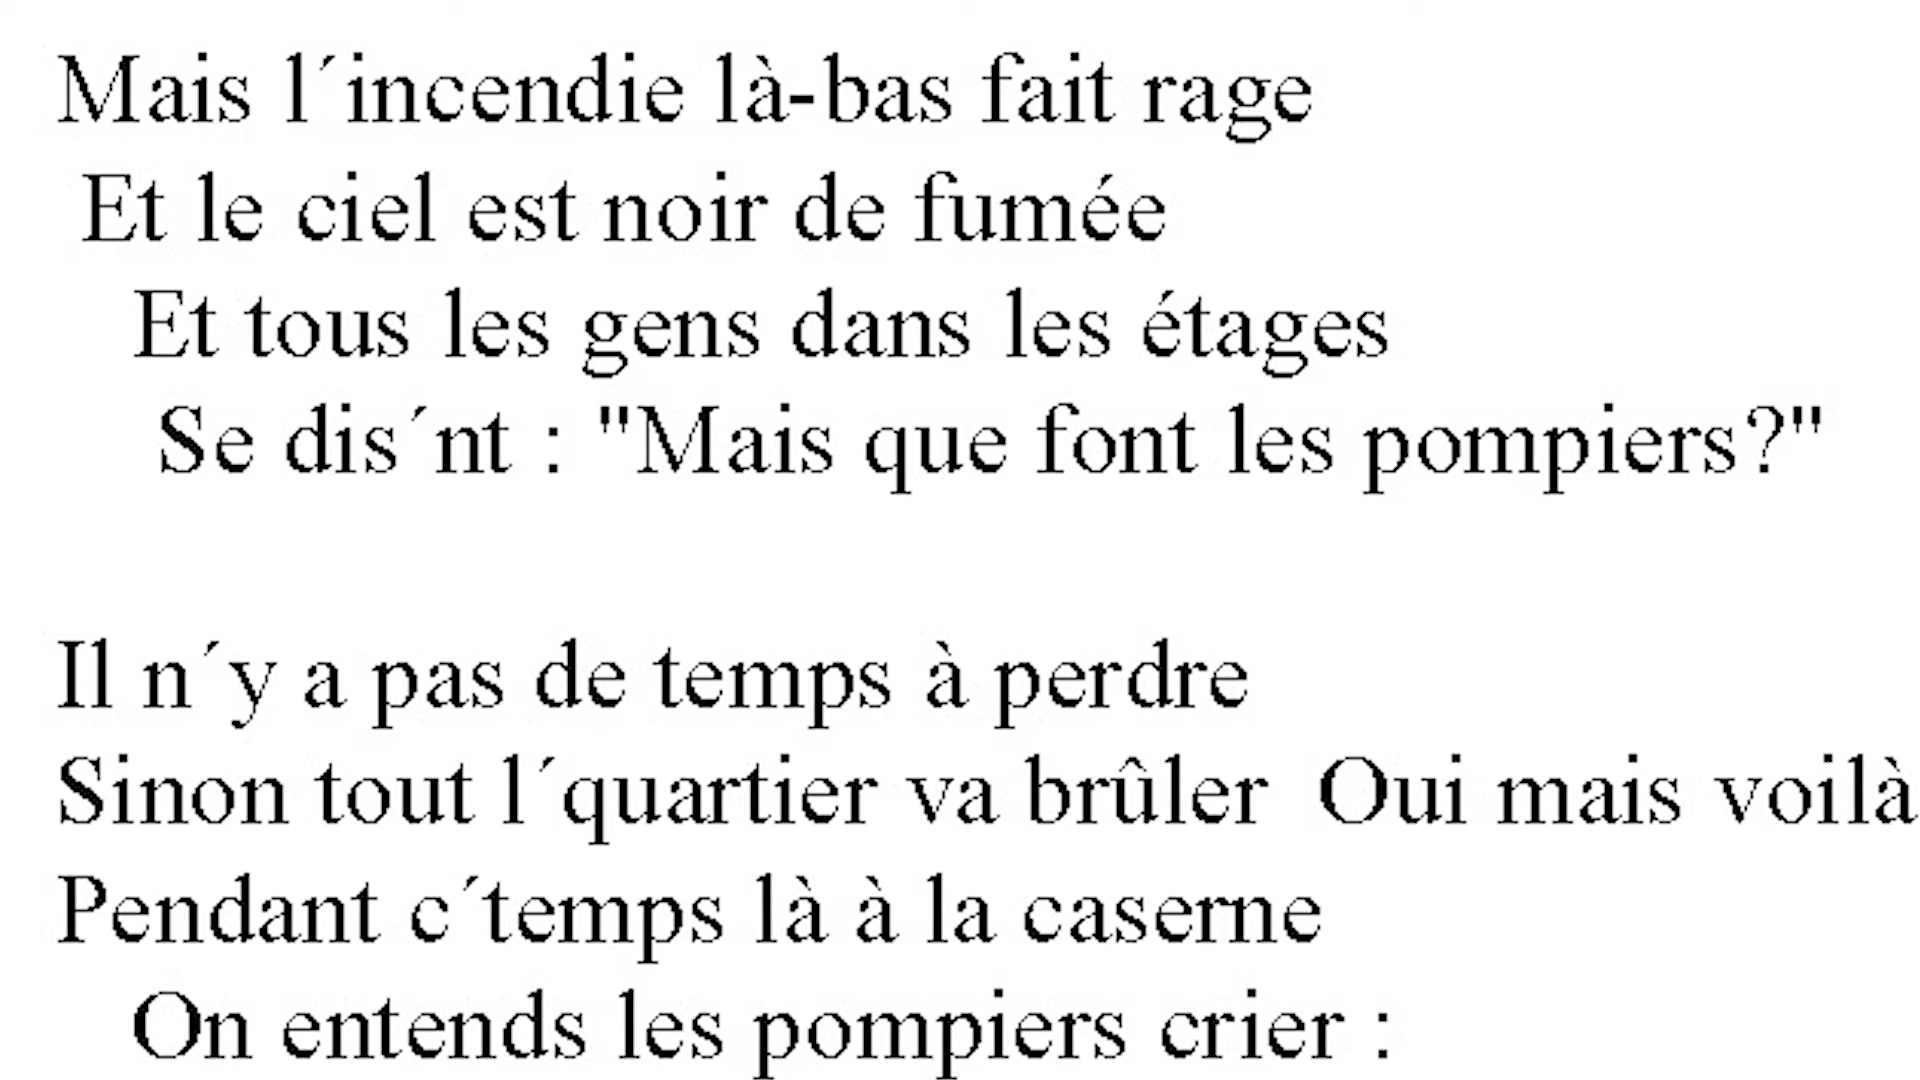 Mais l´incendie là-bas fait rage
Et le ciel est noir de fumée
Et tous les gens dans les étages
Se dis´nt : "Mais que font les pompiers?"
Il n´y a pas de temps à perdre
Sinon tout l´quartier va brûler  Oui mais voilà
Pendant c´temps là à la caserne
On entends les pompiers crier :